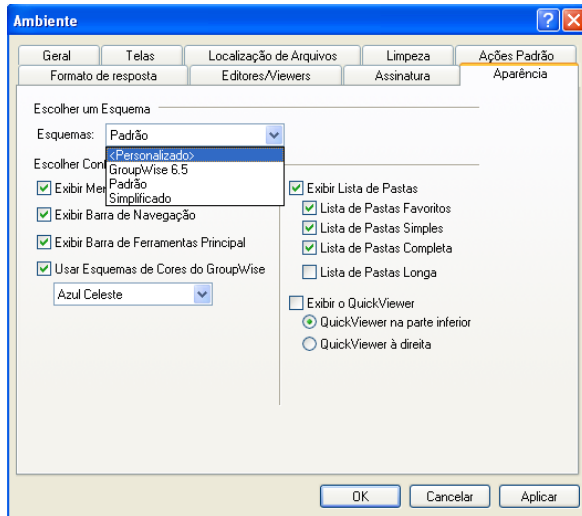 Ambiente
Geral
Telas
Localização de Arquivos
Limpeza
Ações Padrão
Formato de resposta
Editores/Viewers
Assinatura
Aparência
Escolher um Esquema
Esquemas: Padrão
<Personalizado>
GroupWise 6.5
Padrão
Simplificado
Escolher
Exibir
Exibir Barra de Navegação
Exibir Barra de Ferramentas Principal
Usar Esquemas de Cores do GroupWise
Azul Celeste
Exibir Lista de Pastas
Lista de Pastas Favoritos
Lista de Pastas Simples
Lista de Pastas Completa
Lista de Pastas Longa
Exibir o QuickViewer
QuickViewer na parte inferior
QuickViewer à direita
OK
Cancelar
Aplicar